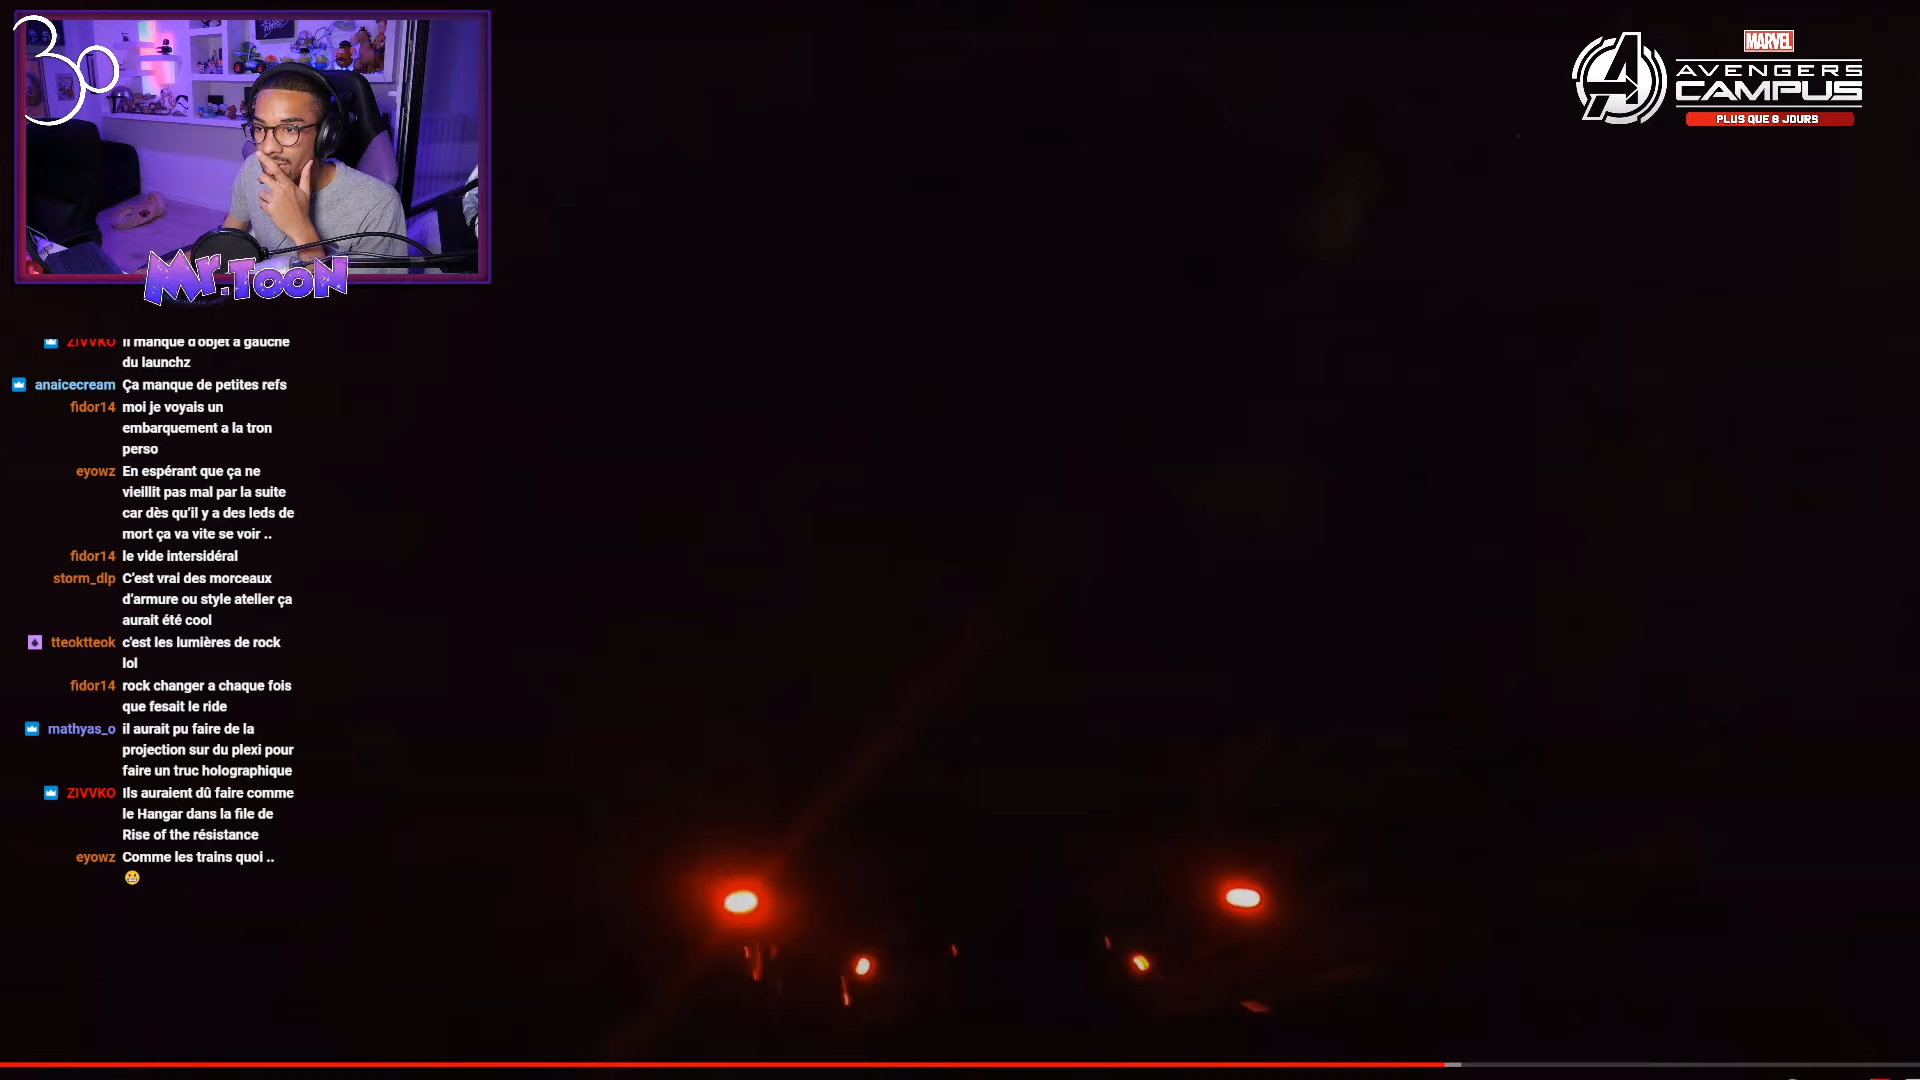 30
Mr.TOON
MARVEL
AVENGERS
CAMPUS
PLUS QUE 8 JOURS
ZIVVKO Il manque d'objet a gauche
du launchz
anaicecream Ça manque de petites refs
fidor14 moi je voyais un
embarquement a la tron
perso
eyowz En espérant que ça ne
vieillit pas mal par la suite
car dès qu'il y a des leds de
mort ça va vite se voir ..
fidor14 le vide intersidéral
storm_dlp C'est vrai des morceaux
d'armure ou style atelier ça
aurait été cool
tteoktteok c'est les lumières de rock
lol
fidor14 rock changer a chaque fois
que fesait le ride
mathyas_o il aurait pu faire de la
projection sur du plexi pour
faire un truc holographique
ZIVVKO Ils auraient dû faire comme
le Hangar dans la file de
Rise of the résistance
eyowz Comme les trains quoi ..
😬